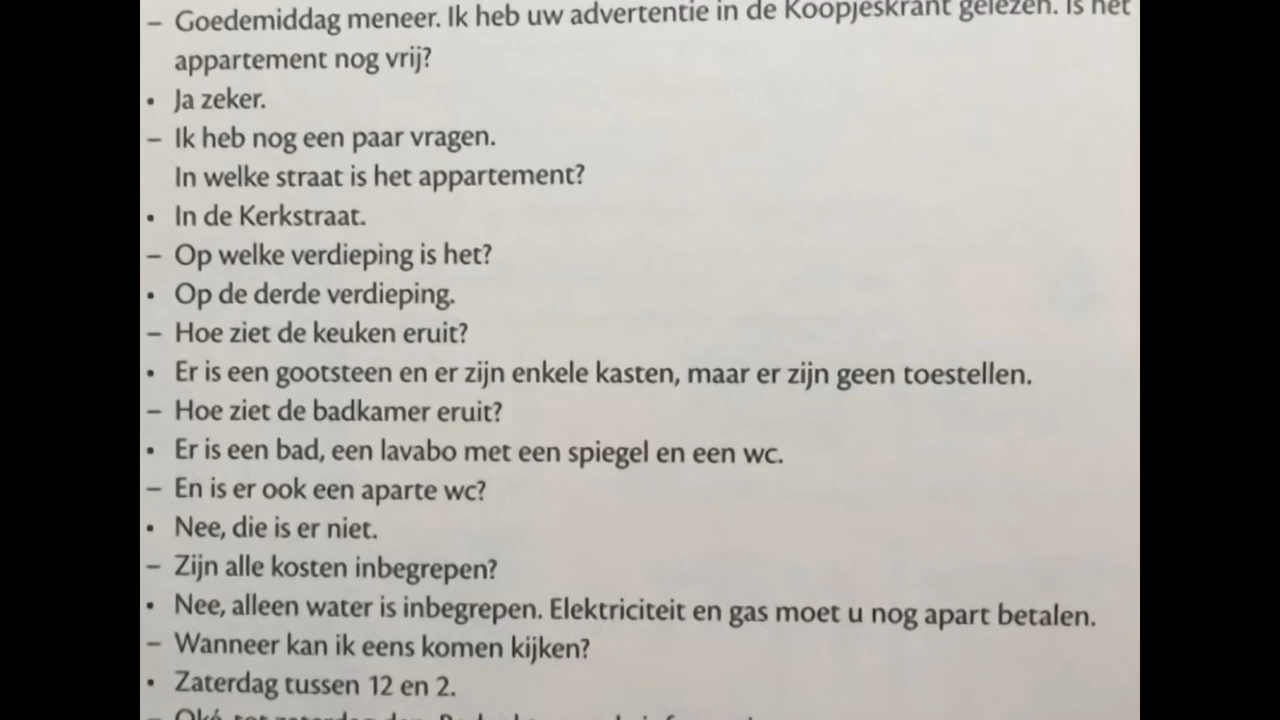 – Goedemiddag meneer. Ik heb uw advertentie in de Koopjeskrant gelezen. Is het
appartement nog vrij?
• Ja zeker.
– Ik heb nog een paar vragen.
In welke straat is het appartement?
• In de Kerkstraat.
– Op welke verdieping is het?
• Op de derde verdieping.
– Hoe ziet de keuken eruit?
• Er is een gootsteen en er zijn enkele kasten, maar er zijn geen toestellen.
– Hoe ziet de badkamer eruit?
• Er is een bad, een lavabo met een spiegel en een wc.
– En is er ook een aparte wc?
• Nee, die is er niet.
– Zijn alle kosten inbegrepen?
• Nee, alleen water is inbegrepen. Elektriciteit en gas moet u nog apart betalen.
– Wanneer kan ik eens komen kijken?
• Zaterdag tussen 12 en 2.
– Oké, tot zaterdag dan.